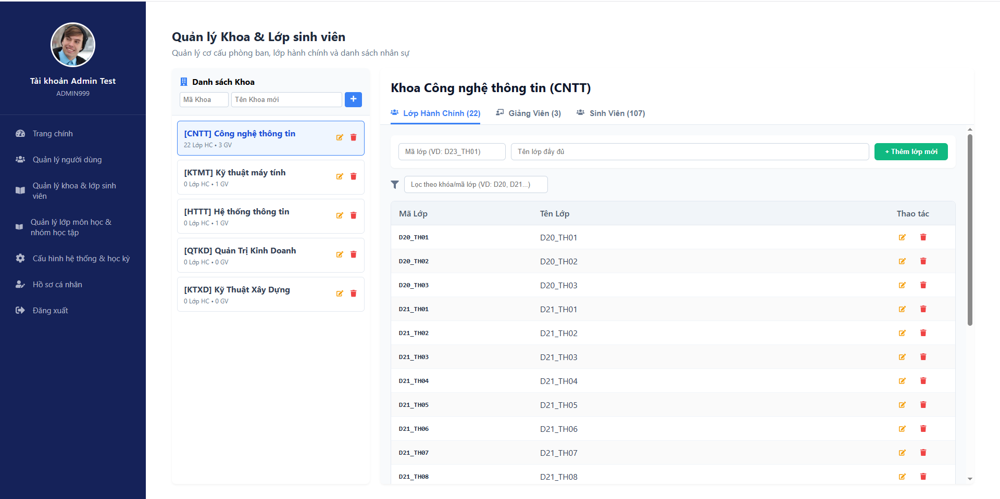 Tài khoản Admin Test
ADMIN999
Trang chính
Quản lý người dùng
Quản lý khoa & lớp sinh
viên
Quản lý lớp môn học &
nhóm học tập
Cấu hình hệ thống & học kỳ
Hồ sơ cá nhân
Đăng xuất
Quản lý Khoa & Lớp sinh viên
Quản lý cơ cấu phòng ban, lớp hành chính và danh sách nhân sự
Danh sách Khoa
Mã Khoa
Tên Khoa mới
+
[CNTT] Công nghệ thông tin
22 Lớp HC • 3 GV
[KTMT] Kỹ thuật máy tính
0 Lớp HC • 1 GV
[HTTT] Hệ thống thông tin
0 Lớp HC • 1 GV
[QTKD] Quản Trị Kinh Doanh
0 Lớp HC • 0 GV
[KTXD] Kỹ Thuật Xây Dựng
0 Lớp HC • 0 GV
Khoa Công nghệ thông tin (CNTT)
Lớp Hành Chính (22)
Giảng Viên (3)
Sinh Viên (107)
Mã lớp (VD: D23_TH01)
Tên lớp đầy đủ
+ Thêm lớp mới
Lọc theo khóa/mã lớp (VD: D20, D21...)
Mã Lớp Tên Lớp Thao tác
D20_TH01 D20_TH01
D20_TH02 D20_TH02
D20_TH03 D20_TH03
D21_TH01 D21_TH01
D21_TH02 D21_TH02
D21_TH03 D21_TH03
D21_TH04 D21_TH04
D21_TH05 D21_TH05
D21_TH06 D21_TH06
D21_TH07 D21_TH07
D21_TH08 D21_TH08